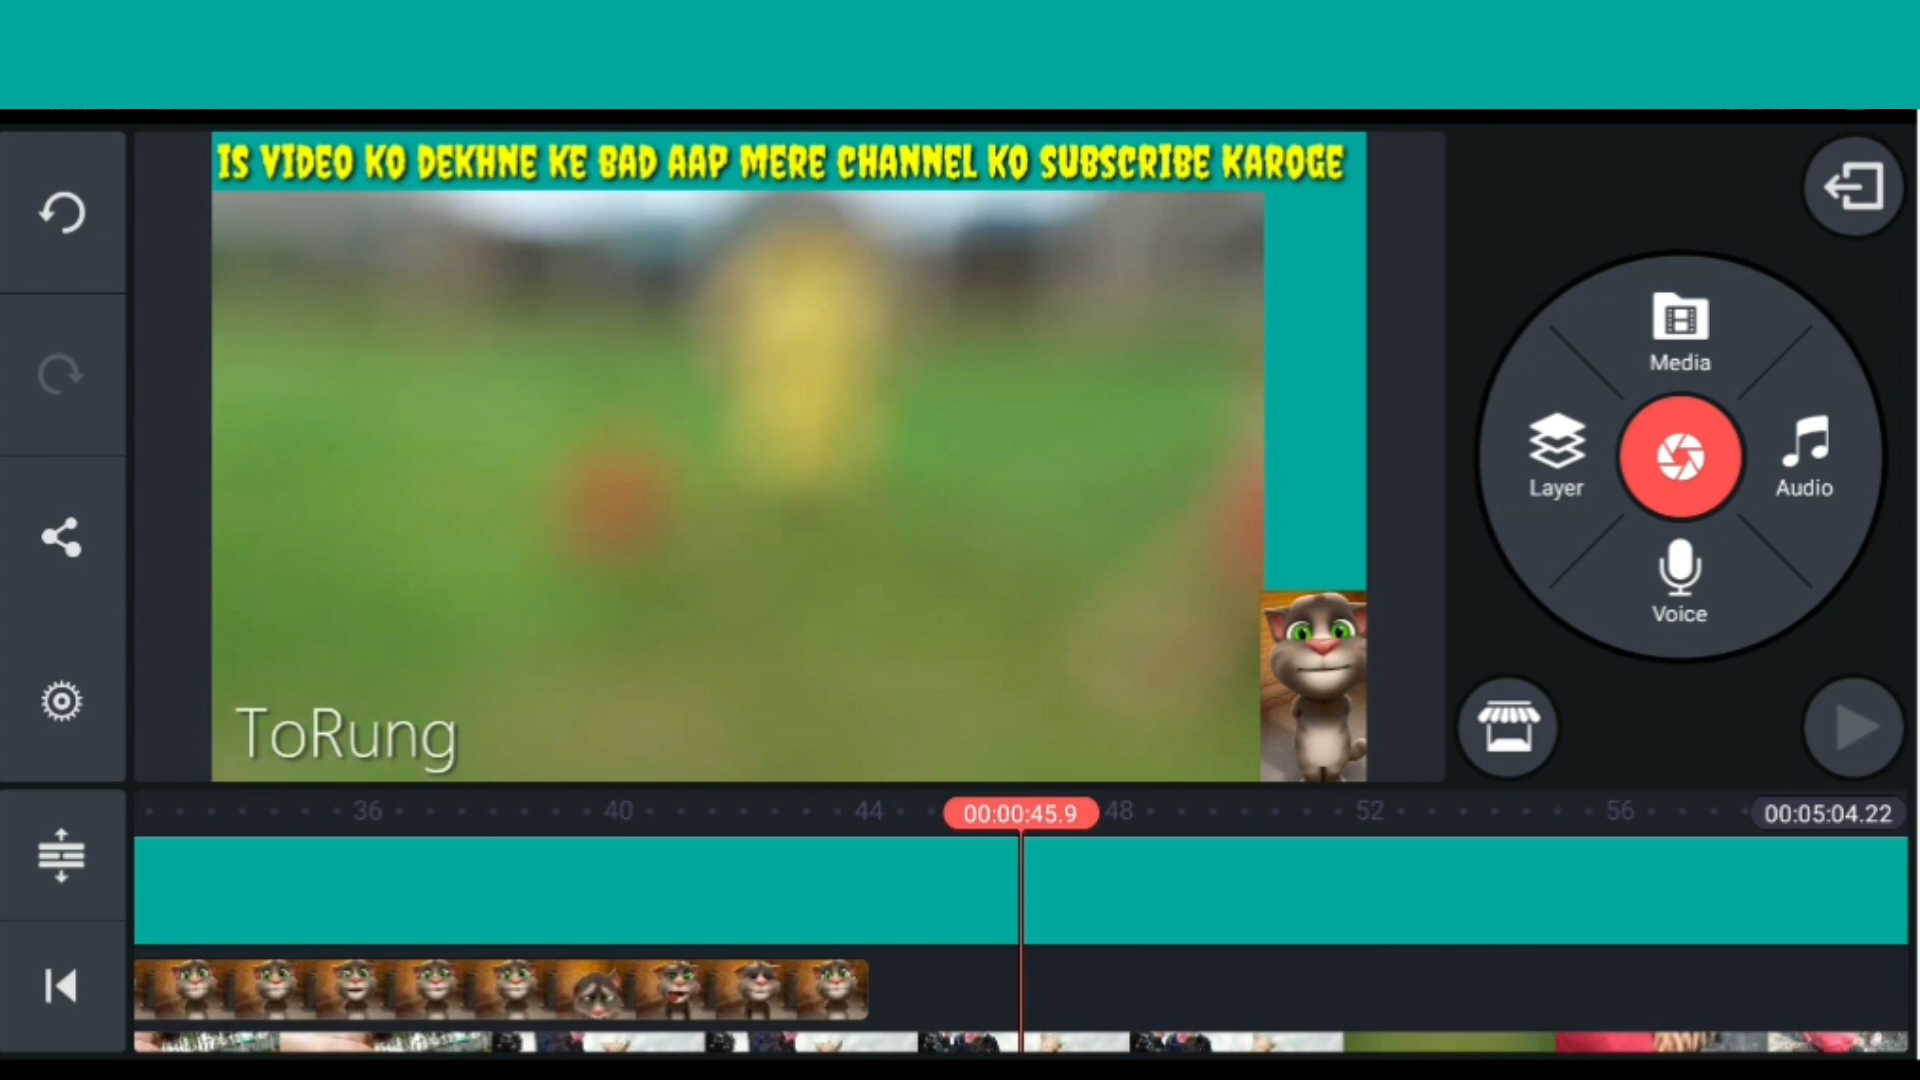 IS VIDEO KO DEKHNE KE BAD AAP MERE CHANNEL KO SUBSCRIBE KAROGE
Media
Layer
Audio
Voice
ToRung
36 40 44 00:00:45.9 48 52 56 00:05:04.22